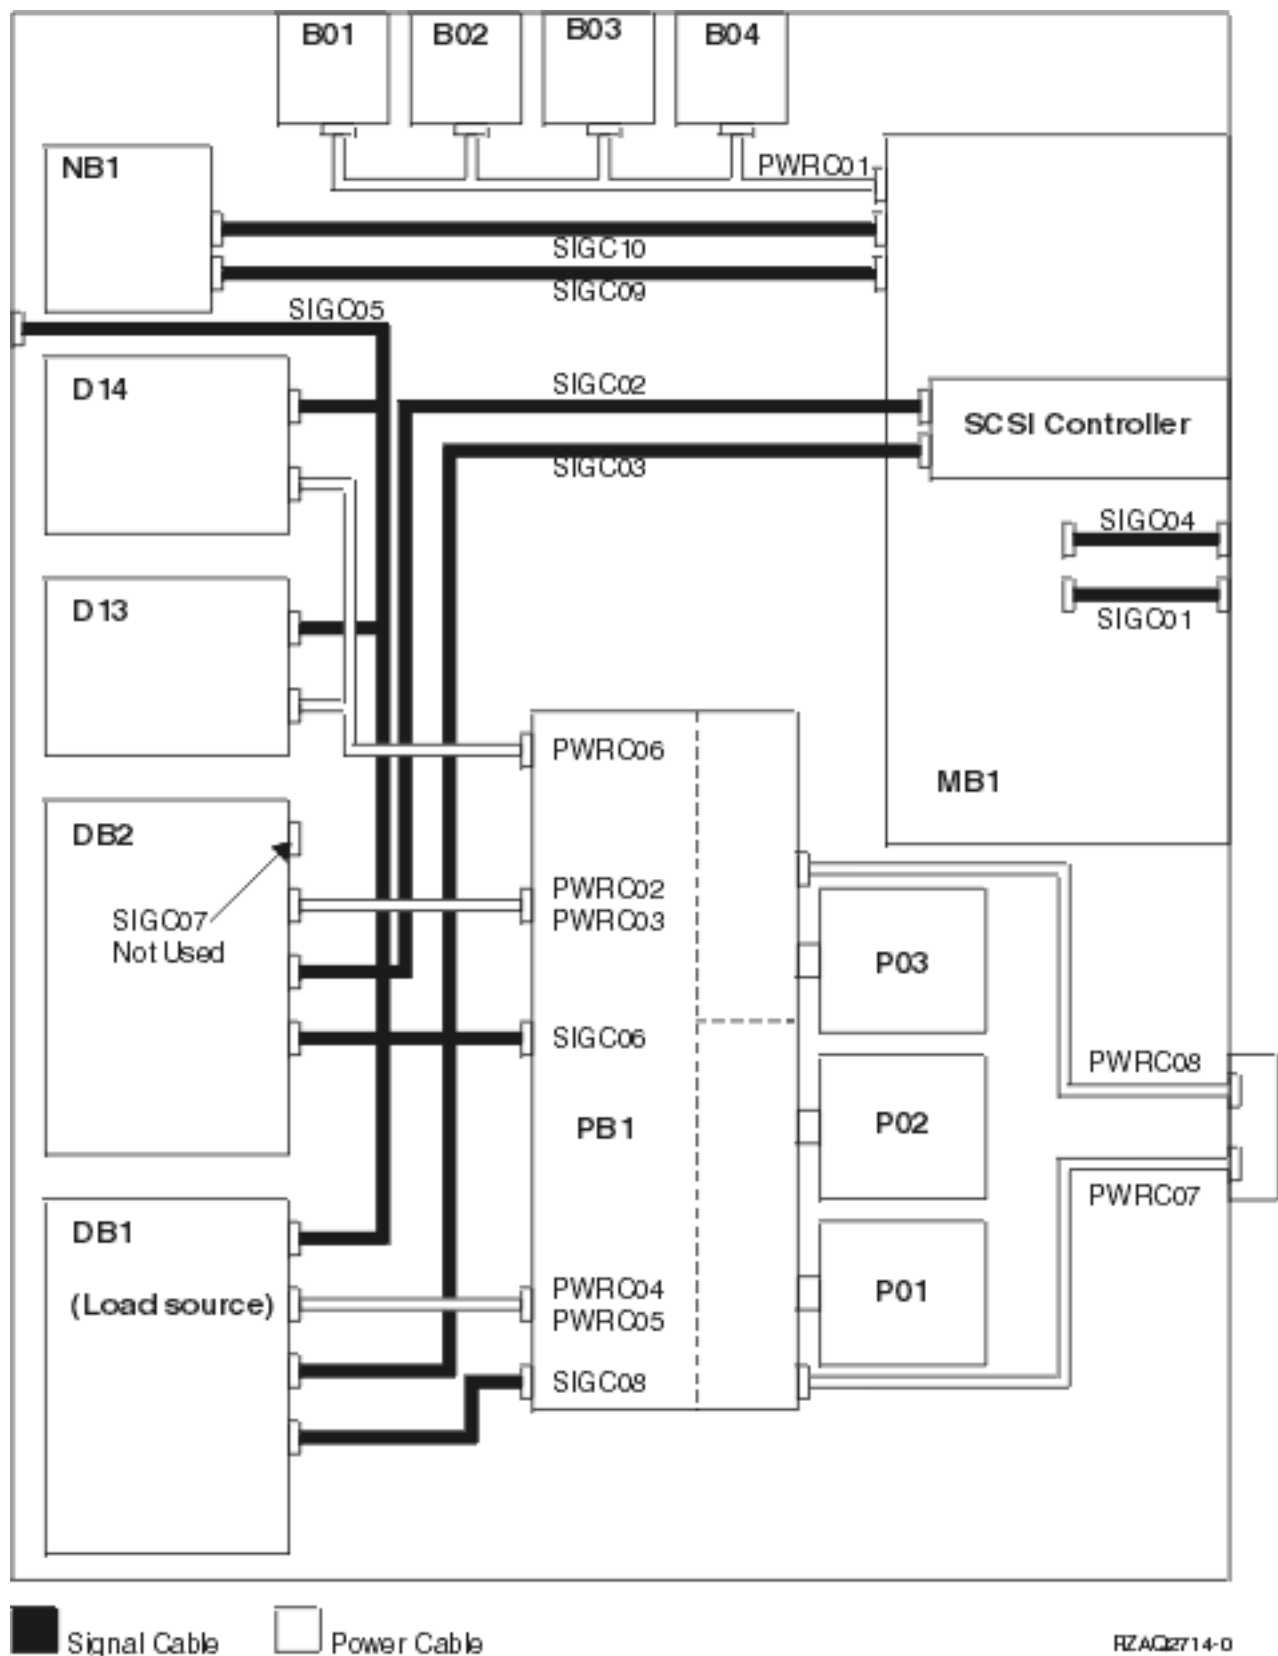 B01
B02
B03
B04
NB1
PWRC01
SIGC10
SIGC09
SIGC05
D14
SIGC02
SCSI Controller
SIGC03
SIGC04
SIGC01
D13
PWRC06
MB1
DB2
SIGC07
Not Used
PWRC02
PWRC03
P03
SIGC06
PWRC08
PB1
P02
PWRC07
DB1
(Load source)
PWRC04
PWRC05
P01
SIGC08
Signal Cable
Power Cable
RZAQ2714-0